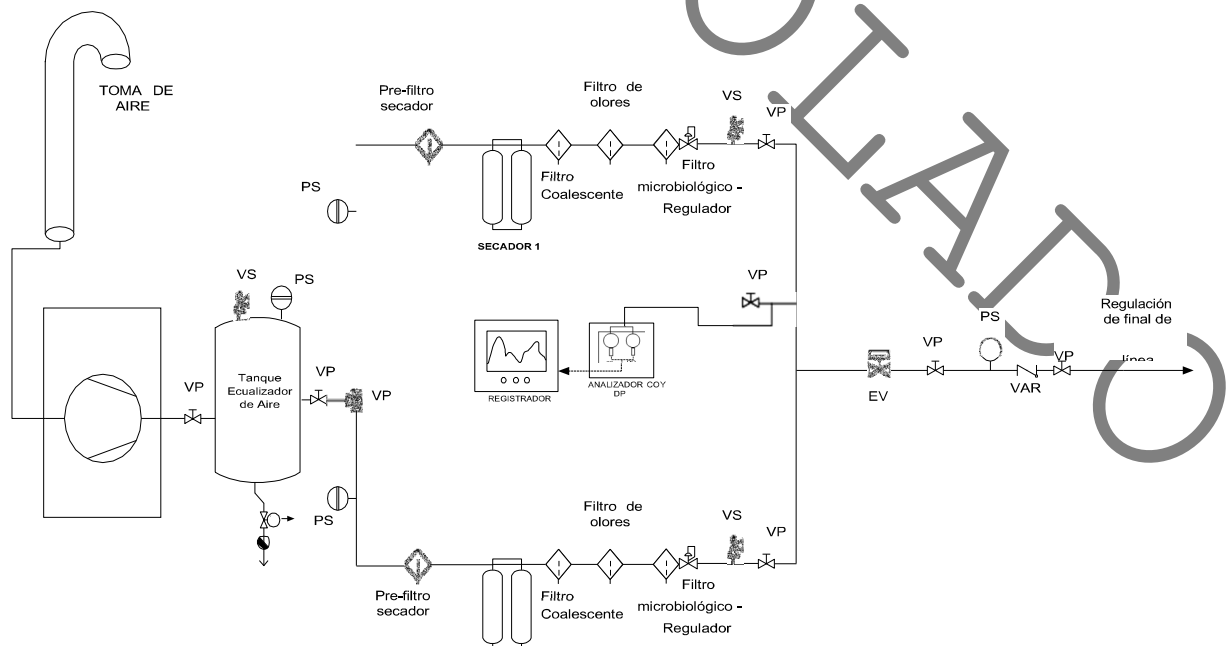 OLADO
TOMA DE
AIRE
Pre-filtro
secador
Filtro de
olores
VS
VP
PS
Filtro
Coalescente
Filtro
microbiológico -
Regulador
SECADOR 1
VS
PS
VP
Tanque
Ecualizador
de Aire
VP
VP
VP
REGISTRADOR
ANALIZADOR COY
DP
Regulación
de final de
línea
PS
VP
VP
EV
VAR
PS
Filtro de
olores
VS
VP
Pre-filtro
secador
Filtro
Coalescente
Filtro
microbiológico -
Regulador